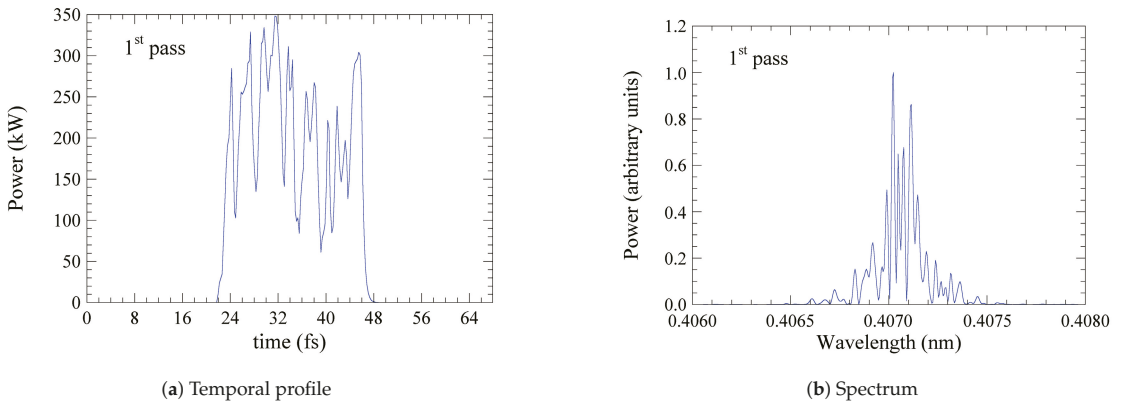 350
300
250
200
150
100
50
0
Power (kW)
1st pass
0 8 16 24 32 40 48 56 64
time (fs)
(a) Temporal profile
1.2
1.0
0.8
0.6
0.4
0.2
0.0
Power (arbitrary units)
1st pass
0.4060 0.4065 0.4070 0.4075 0.4080
Wavelength (nm)
(b) Spectrum